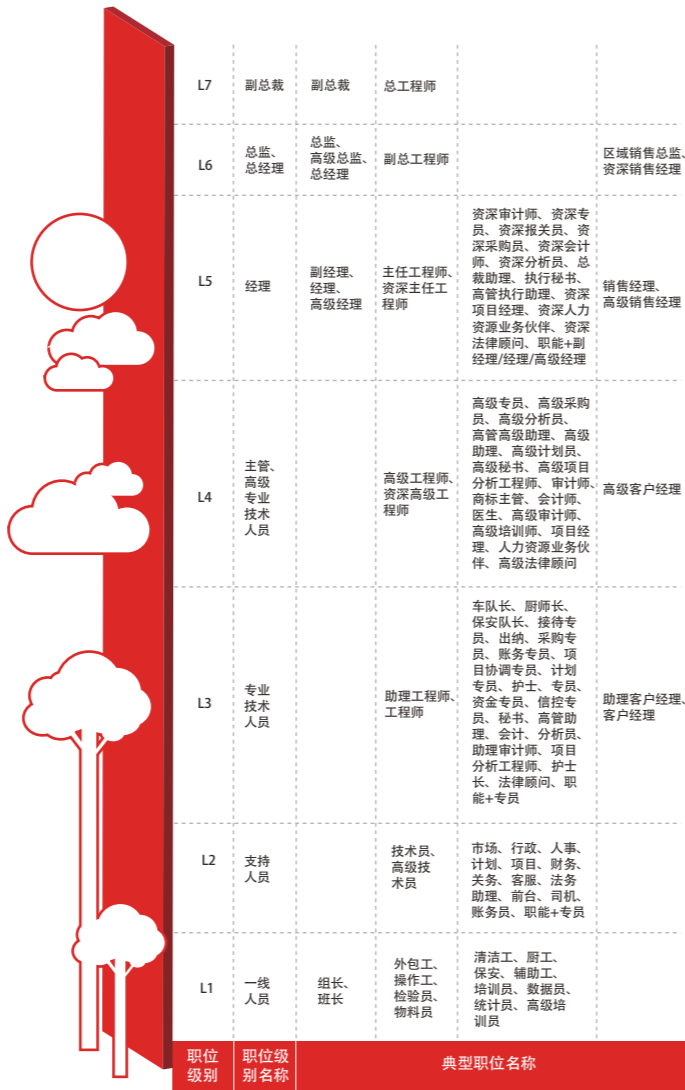 L7
副总裁
副总裁
总工程师
L6
总监、
总经理
总监、
高级总监、
总经理
副总工程师
区域销售总监、
资深销售经理
L5
经理
副经理、
经理、
高级经理
主任工程师、
资深主任工
程师
资深审计师、资深专
员、资深报关员、资
深采购员、资深会计
师、资深分析员、总
裁助理、执行秘书、
高管执行助理、资深
项目经理、资深人力
资源业务伙伴、资深
法律顾问、职能+副
经理/经理/高级经理
销售经理、
高级销售经理
L4
主管、
高级
专业
技术
人员
高级工程师、
资深高级工
程师
高级专员、高级采购
员、高级分析员、
高管高级助理、高级
助理、高级计划员、
高级秘书、高级项目
分析工程师、审计师、
商标主管、会计师、
医生、高级审计师、
高级培训师、项目经
理、人力资源业务伙
伴、高级法律顾问
高级客户经理
L3
专业
技术
人员
助理工程师、
工程师
车队长、厨师长、
保安队长、接待专
员、出纳、采购专
员、账务专员、项
目协调专员、计划
专员、护士、专员、
资金专员、信控专
员、秘书、高管助
理、会计、分析员、
助理审计师、项目
分析工程师、护士
长、法律顾问、职
能+专员
助理客户经理、
客户经理
L2
支持
人员
技术员、
高级技
术员
市场、行政、人事、
计划、项目、财务、
关务、客服、法务
助理、前台、司机、
账务员、职能+专员
L1
一线
人员
组长、
班长
外包工、
操作工、
检验员、
物料员
清洁工、厨工、
保安、辅助工、
培训员、数据员、
统计员、高级培
训员
职位
级别
职位级
别名称
典型职位名称